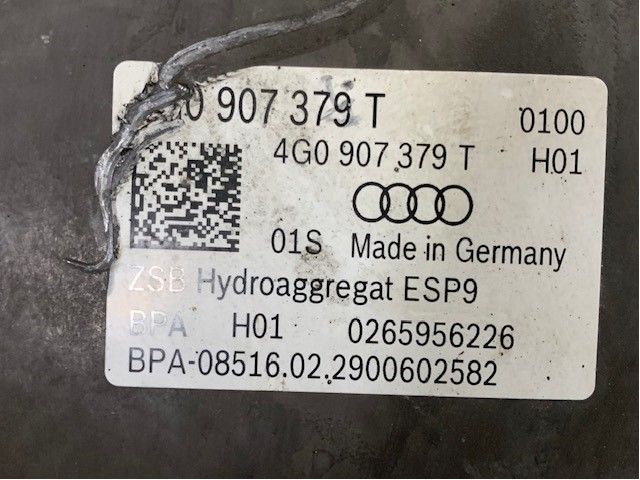 0 907 379 T 0100
4G0 907 379 T H01
01S Made in Germany
ZSB Hydroaggregat ESP9
BPA H01 0265956226
BPA-08516.02.2900602582